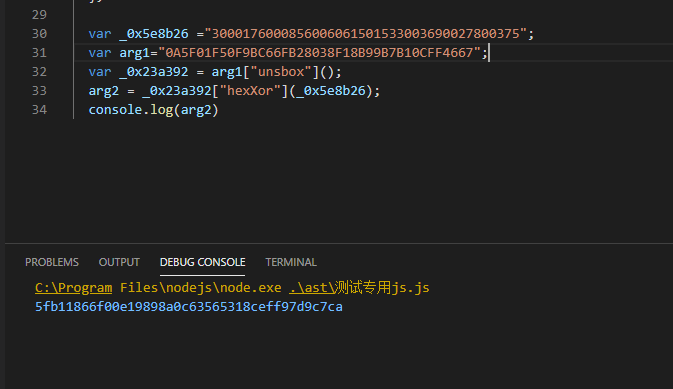 29
30 var _0x5e8b26 ="3000176000856006061501533003690027800375";
31 var arg1="0A5F01F50F9BC66FB28038F18B99B7B10CFF4667";
32 var _0x23a392 = arg1["unsbox"]();
33 arg2 = _0x23a392["hexXor"](_0x5e8b26);
34 console.log(arg2)
PROBLEMS OUTPUT DEBUG CONSOLE TERMINAL
C:\Program Files\nodejs\node.exe .\ast\测试专用js.js
5fb11866f00e19898a0c63565318ceff97d9c7ca